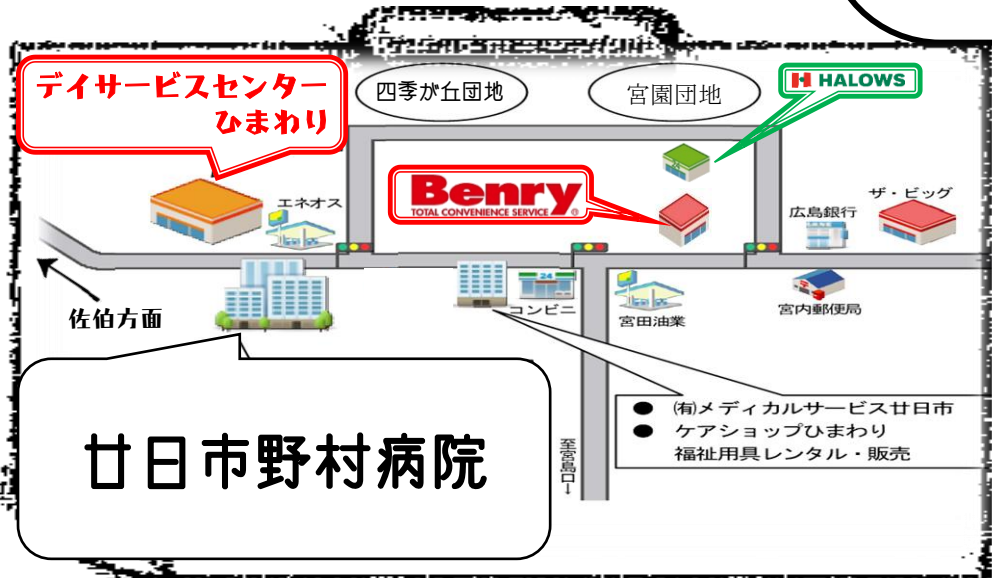 デイサービスセンター
ひまわり
四季が丘団地
宮園団地
HALOWS
Benry
TOTAL CONVENIENCE SERVICE
®
エネオス
広島銀行
ザ・ビッグ
24
コンビニ
宮田油業
宮内郵便局
佐伯方面
廿日市野村病院
至宮島口↓
● ㈲メディカルサービス廿日市
● ケアショップひまわり
福祉用具レンタル・販売